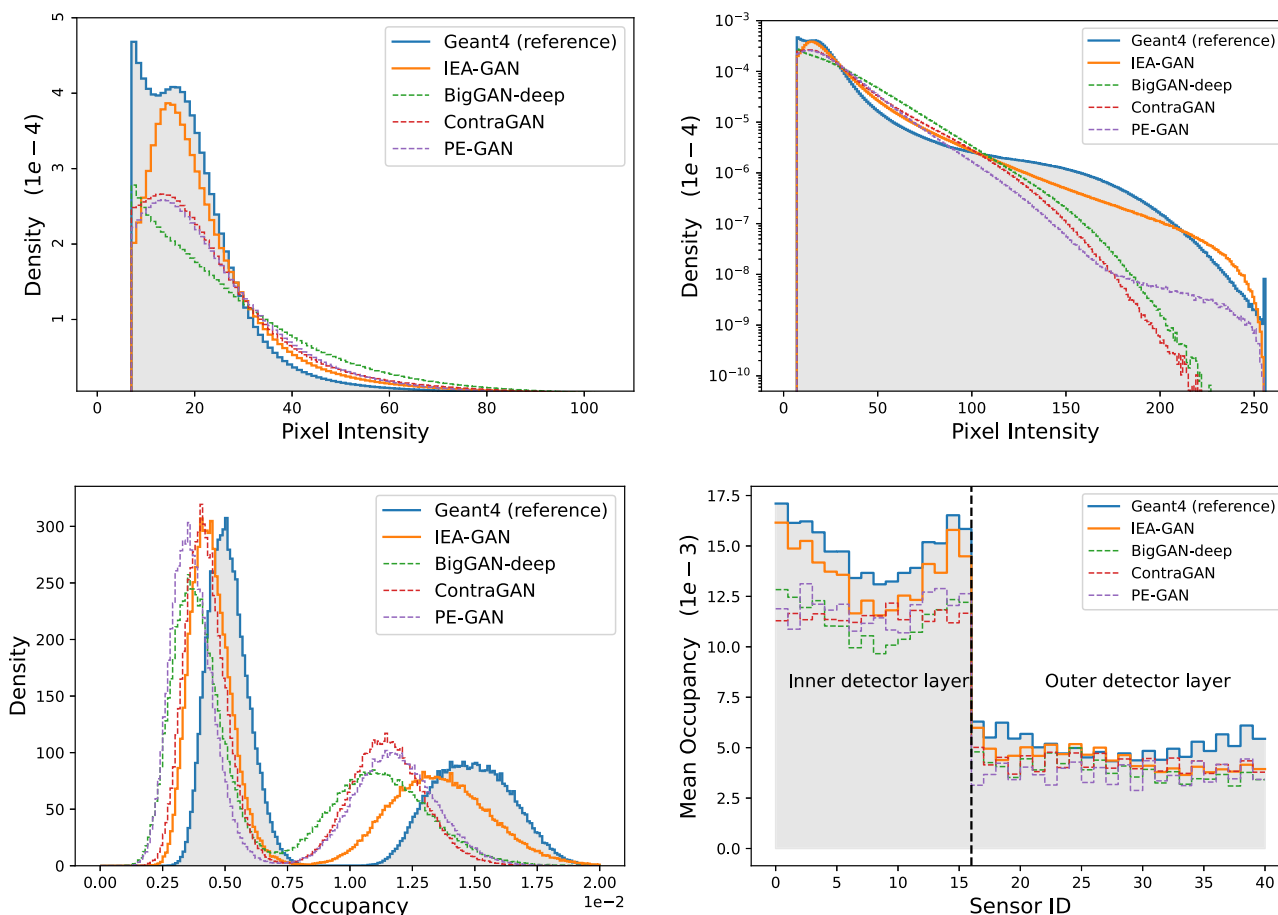 5
4
3
2
1
Density (1e − 4)
0
20
40
60
80
100
Pixel Intensity
Geant4 (reference)
IEA-GAN
BigGAN-deep
ContraGAN
PE-GAN
10⁻³
10⁻⁴
10⁻⁵
10⁻⁶
10⁻⁷
10⁻⁸
10⁻⁹
10⁻¹⁰
Density (1e − 4)
0
50
100
150
200
250
Pixel Intensity
Geant4 (reference)
IEA-GAN
BigGAN-deep
ContraGAN
PE-GAN
300
250
200
150
100
50
0
Density
0.00
0.25
0.50
0.75
1.00
1.25
1.50
1.75
2.00
1e−2
Occupancy
Geant4 (reference)
IEA-GAN
BigGAN-deep
ContraGAN
PE-GAN
17.5
15.0
12.5
10.0
7.5
5.0
2.5
0.0
Mean Occupancy (1e − 3)
0
5
10
15
20
25
30
35
40
Sensor ID
Geant4 (reference)
IEA-GAN
BigGAN-deep
ContraGAN
PE-GAN
Inner detector layer
Outer detector layer